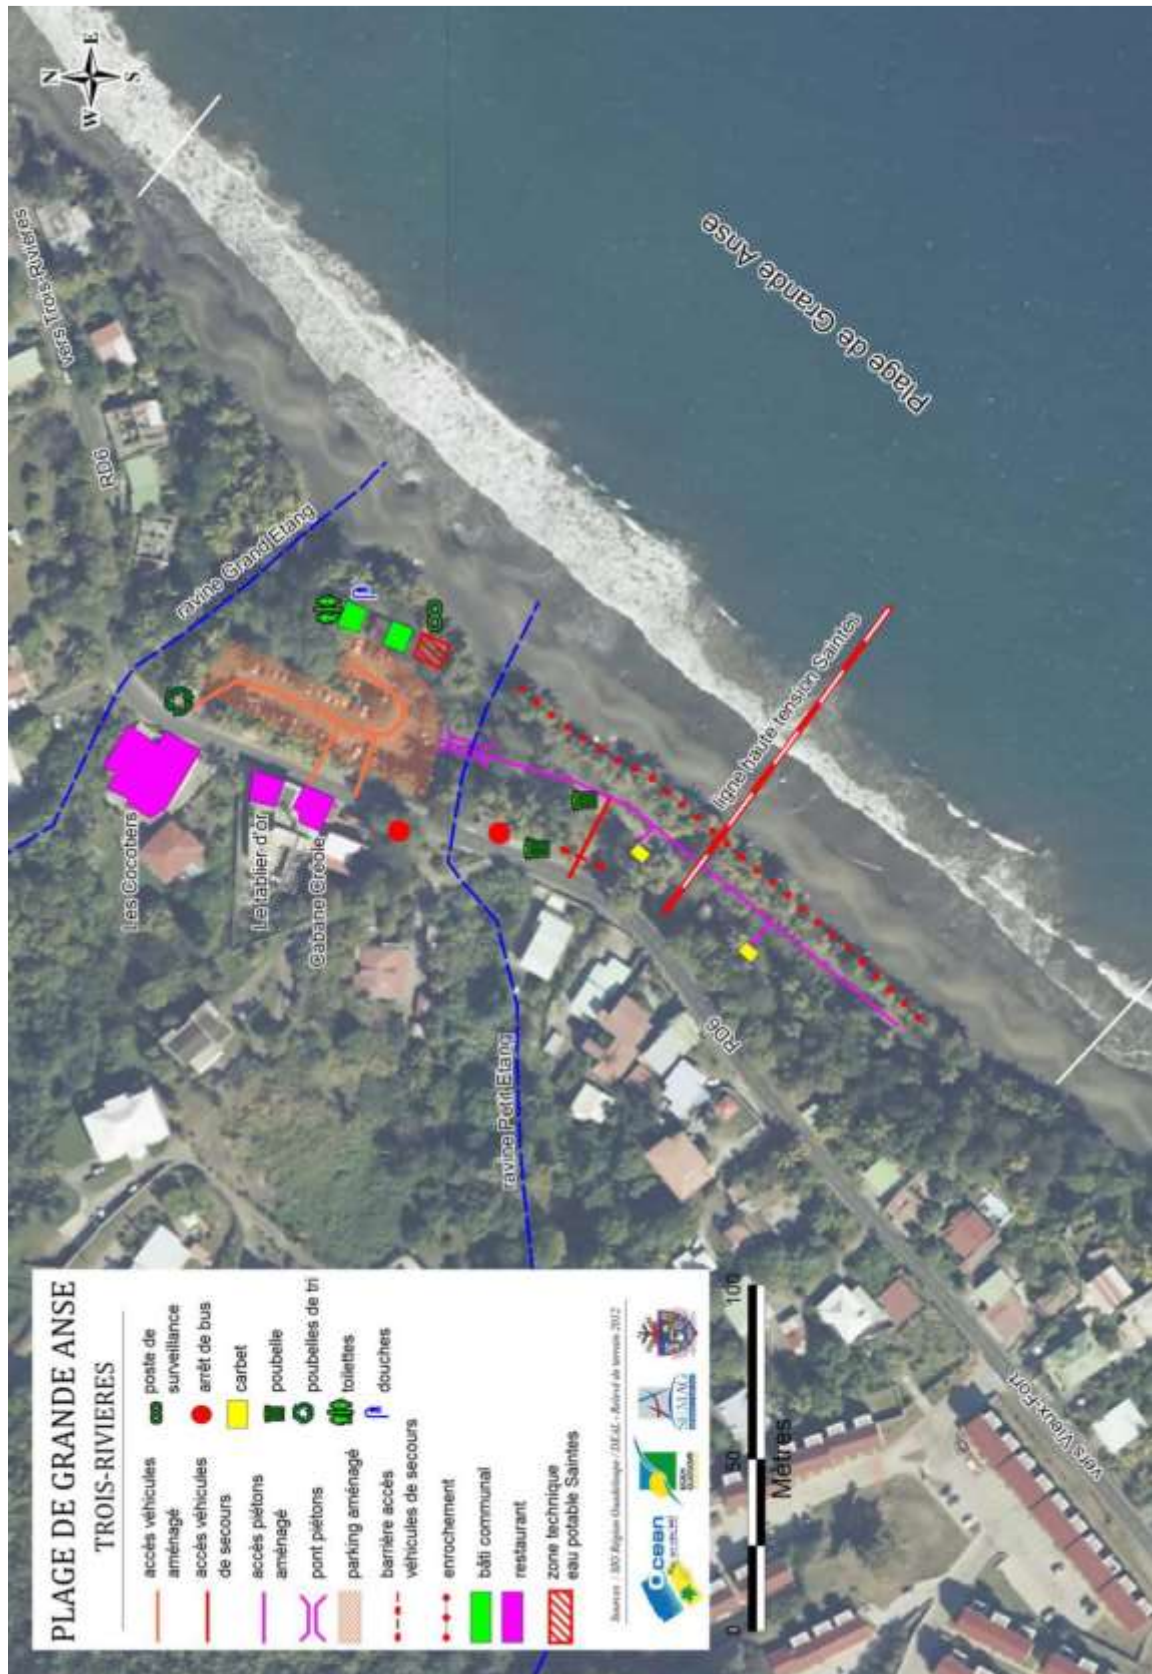 PLAGE DE GRANDE ANSE
TROIS-RIVIERES
accès véhicules
aménagé
accès véhicules
de secours
accès piétons
aménagé
pont piétons
parking aménagé
barrière accès
véhicules de secours
enrochement
bâti communal
restaurant
zone technique
eau potable Saintes
poste de
surveillance
arrêt de bus
carbet
poubelle
poubelles de tri
toilettes
douches
Ocean
0
50
100
Mètres
Les Cocotiers
Le tablier d'or
Cabane Créole
ravine Grand Etang
ravine Petit Etang
RD6
vers Trois-Rivières
RD6
vers Vieux-Fort
ligne haute tension Saintes
Plage de Grande Anse
N
E
S
W